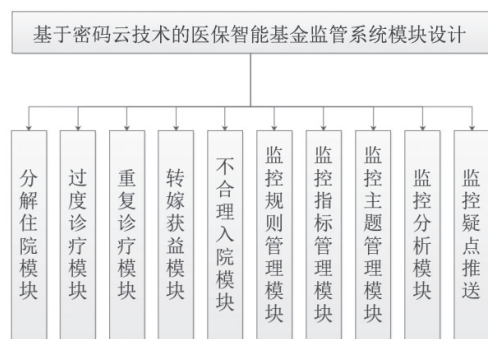 基于密码云技术的医保智能基金监管系统模块设计
分解住院模块
过度诊疗模块
重复诊疗模块
转嫁获益模块
不合理入院模块
监控规则管理模块
监控指标管理模块
监控主题管理模块
监控分析模块
监控疑点推送